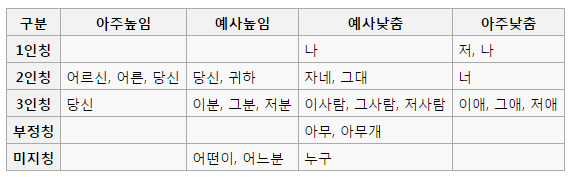 구분 아주높임 예사높임 예사낮춤 아주낮춤
1인칭 나 저, 나
2인칭 어르신, 어른, 당신 당신, 귀하 자네, 그대 너
3인칭 당신 이분, 그분, 저분 이사람, 그사람, 저사람 이애, 그애, 저애
부정칭 아무, 아무개
미지칭 어떤이, 어느분 누구